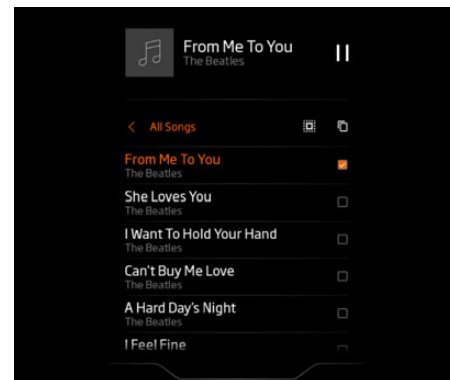 From Me To You
The Beatles
All Songs
From Me To You
The Beatles
She Loves You
The Beatles
I Want To Hold Your Hand
The Beatles
Can't Buy Me Love
The Beatles
A Hard Day's Night
The Beatles
I Feel Fine